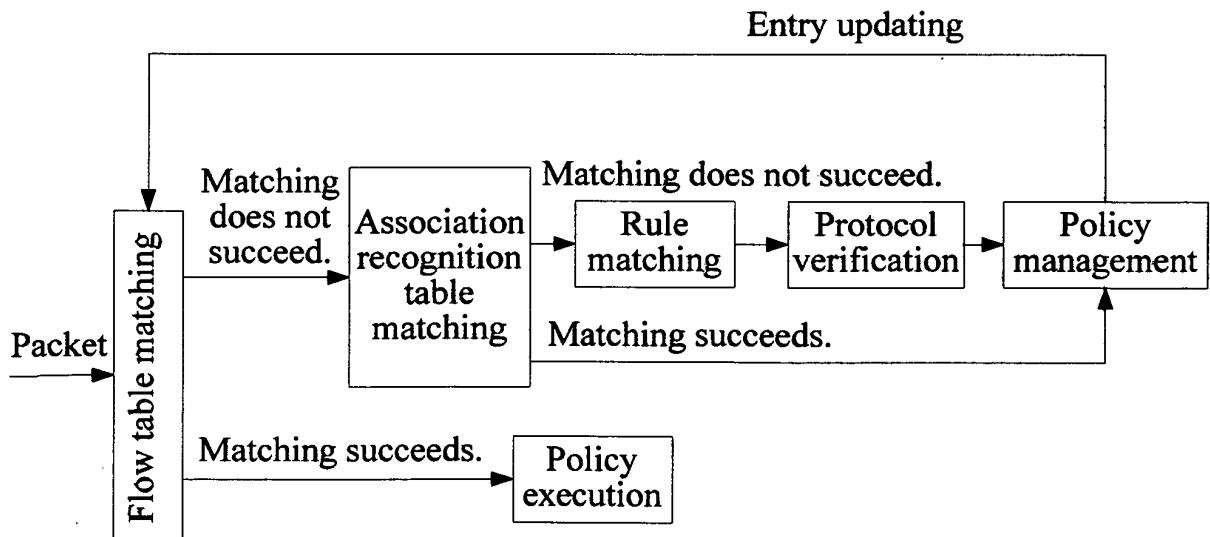 Entry updating
Matching
does not
succeed.
Matching does not succeed.
Association
recognition
table
matching
Rule
matching
Protocol
verification
Policy
management
Packet
Flow table matching
Matching succeeds.
Matching succeeds.
Policy
execution